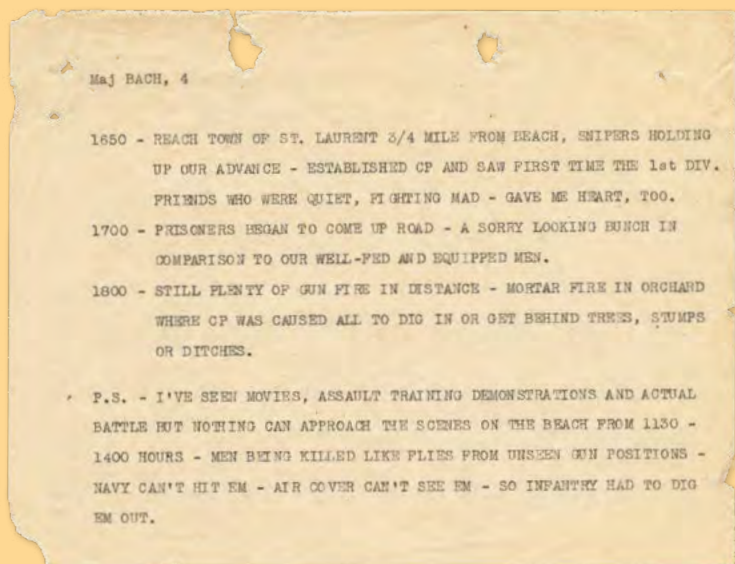 Maj BACH, 4
1650 - REACH TOWN OF ST. LAURENT 3/4 MILE FROM BEACH, SNIPERS HOLDING
UP OUR ADVANCE - ESTABLISHED CP AND SAW FIRST TIME THE 1st DIV.
FRIENDS WHO WERE QUIET, FIGHTING MAD - GAVE ME HEART, TOO.
1700 - PRISONERS BEGAN TO COME UP ROAD - A SORRY LOOKING BUNCH IN
COMPARISON TO OUR WELL-FED AND EQUIPPED MEN.
1800 - STILL PLENTY OF GUN FIRE IN DISTANCE - MORTAR FIRE IN ORCHARD
WHERE CP WAS CAUSED ALL TO DIG IN OR GET BEHIND TREES, STUMPS
OR DITCHES.
P.S. - I'VE SEEN MOVIES, ASSAULT TRAINING DEMONSTRATIONS AND ACTUAL
BATTLE BUT NOTHING CAN APPROACH THE SCENES ON THE BEACH FROM 1130 -
1400 HOURS - MEN BEING KILLED LIKE FLIES FROM UNSEEN GUN POSITIONS -
NAVY CAN'T HIT EM - AIR COVER CAN'T SEE EM - SO INFANTRY HAD TO DIG
EM OUT.